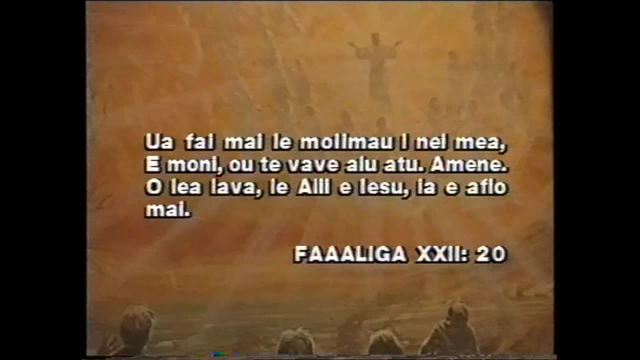 Ua fai mai le molimau i nei mea,
E moni, ou te vave aiu atu. Amene.
O lea lava, le Alii e Iesu, ia e afio
mai.
FAAALIGA XXII: 20